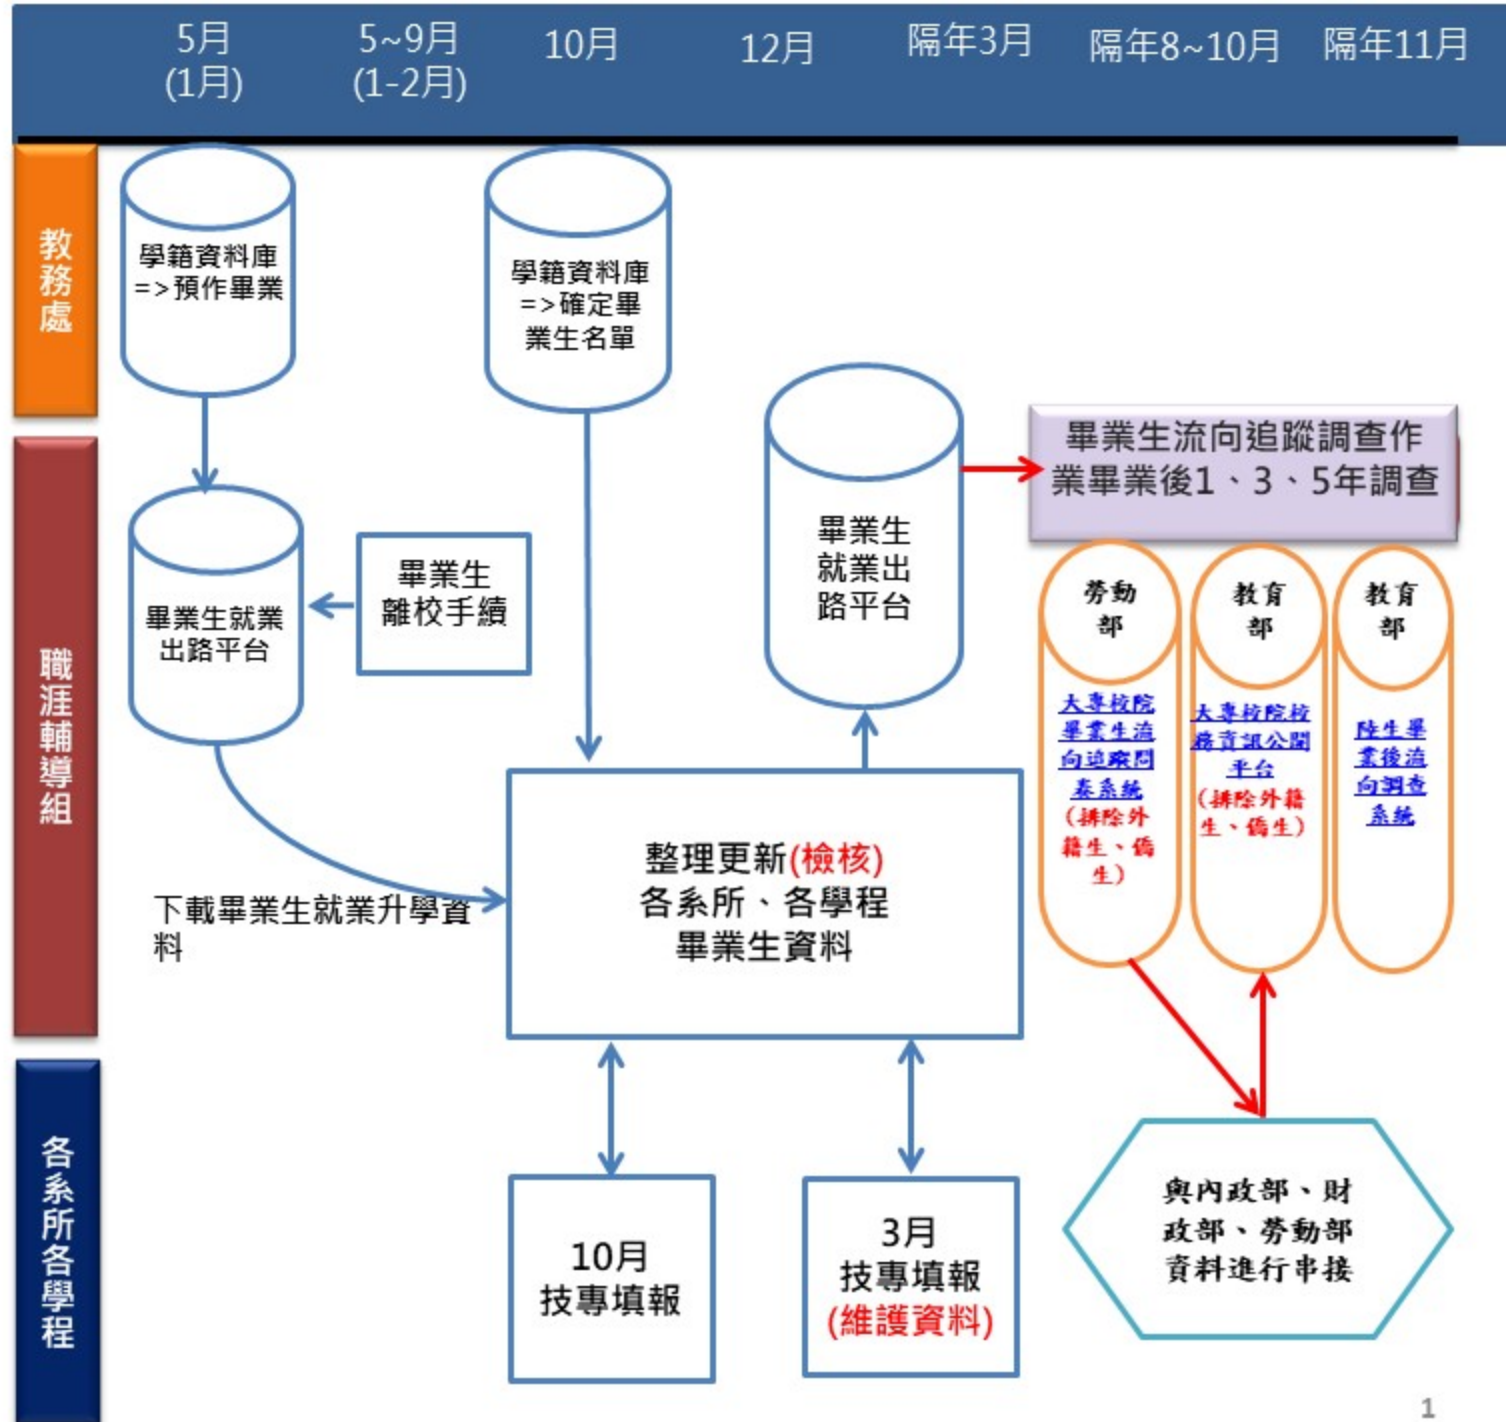 5月
(1月)
5~9月
(1-2月)
10月
12月
隔年3月
隔年8~10月
隔年11月
教務處
學籍資料庫
=>預作畢業
學籍資料庫
=>確定畢
業生名單
職涯輔導組
畢業生就業
出路平台
畢業生
離校手續
畢業生
就業出
路平台
畢業生流向追蹤調查作
業畢業後1、3、5年調查
勞動
部
大專校院
畢業生流
向追蹤問
卷系統
(排除外
籍生、僑
生)
教育
部
大專校院校
務資訊公開
平台
(排除外籍
生、僑生)
教育
部
陸生畢
業後流
向調查
系統
下載畢業生就業升學資
料
整理更新(檢核)
各系所、各學程
畢業生資料
各系所各學程
10月
技專填報
3月
技專填報
(維護資料)
與內政部、財
政部、勞動部
資料進行串接
1